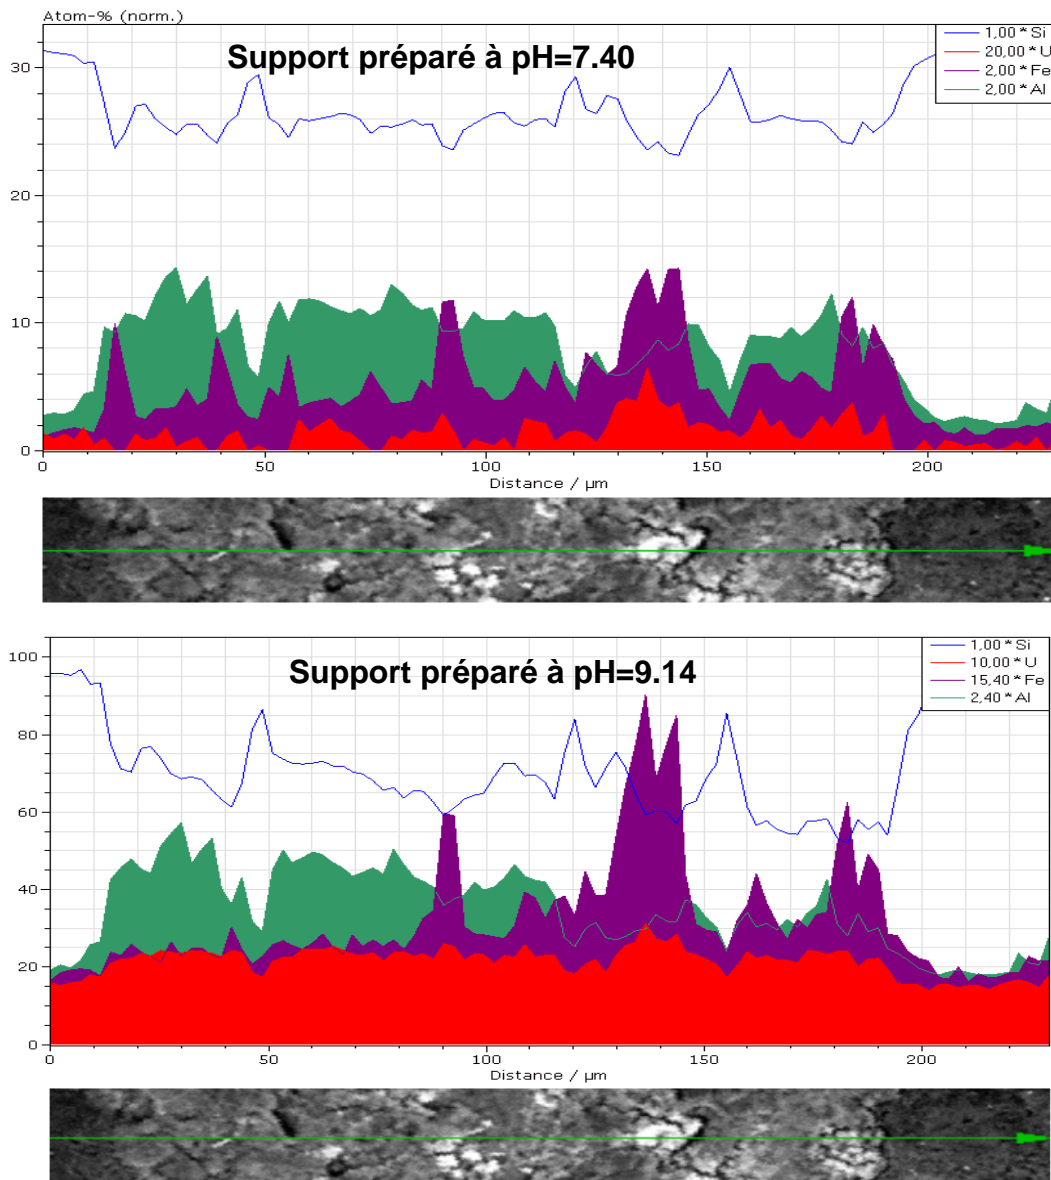 Atom-% (norm.)
Support préparé à pH=7.40
1,00 * Si
20,00 * U
2,00 * Fe
2,00 * Al
30
20
10
0
0 50 100 150 200
Distance / µm
Support préparé à pH=9.14
1,00 * Si
10,00 * U
15,40 * Fe
2,40 * Al
100
80
60
40
20
0
0 50 100 150 200
Distance / µm